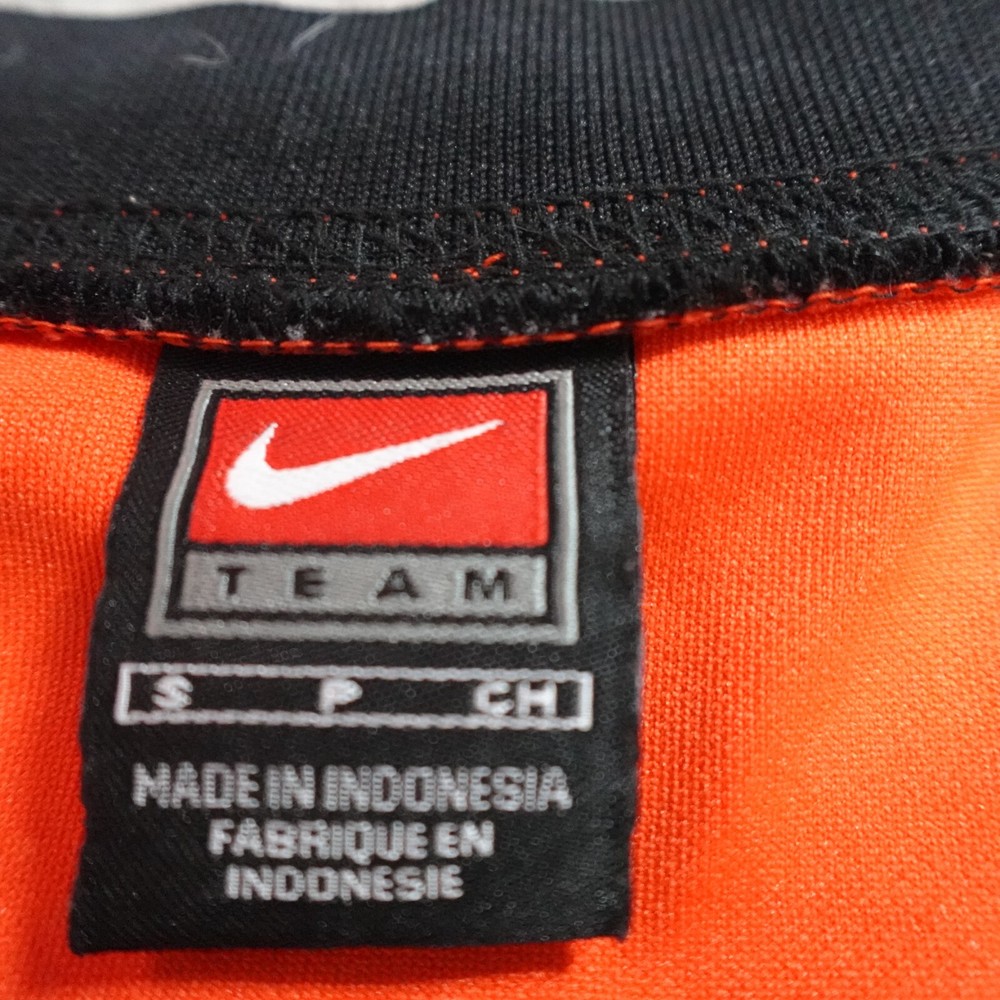 TEAM
S P CH
MADE IN INDONESIA
FABRIQUE EN
INDONESIE